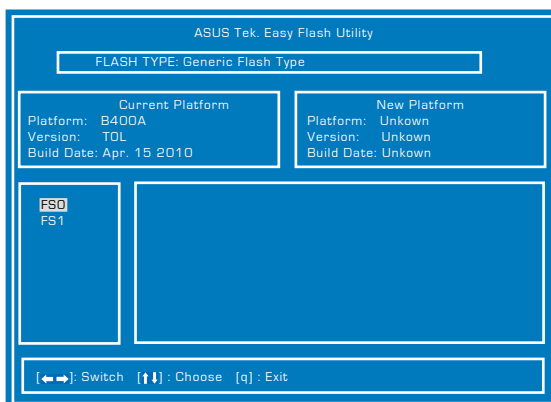 ASUS Tek. Easy Flash Utility
FLASH TYPE: Generic Flash Type
Current Platform
Platform: B400A
Version: TOL
Build Date: Apr. 15 2010
New Platform
Platform: Unkown
Version: Unkown
Build Date: Unkown
FS0
FS1
[←→]: Switch [↑↓] : Choose [q] : Exit